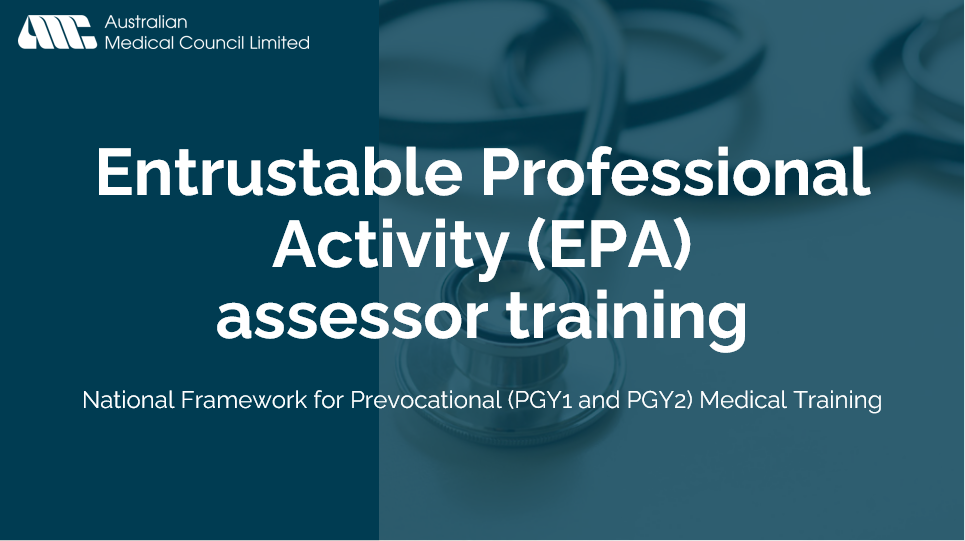 Australian
Medical Council Limited
Entrustable Professional
Activity (EPA)
assessor training
National Framework for Prevocational (PGY1 and PGY2) Medical Training